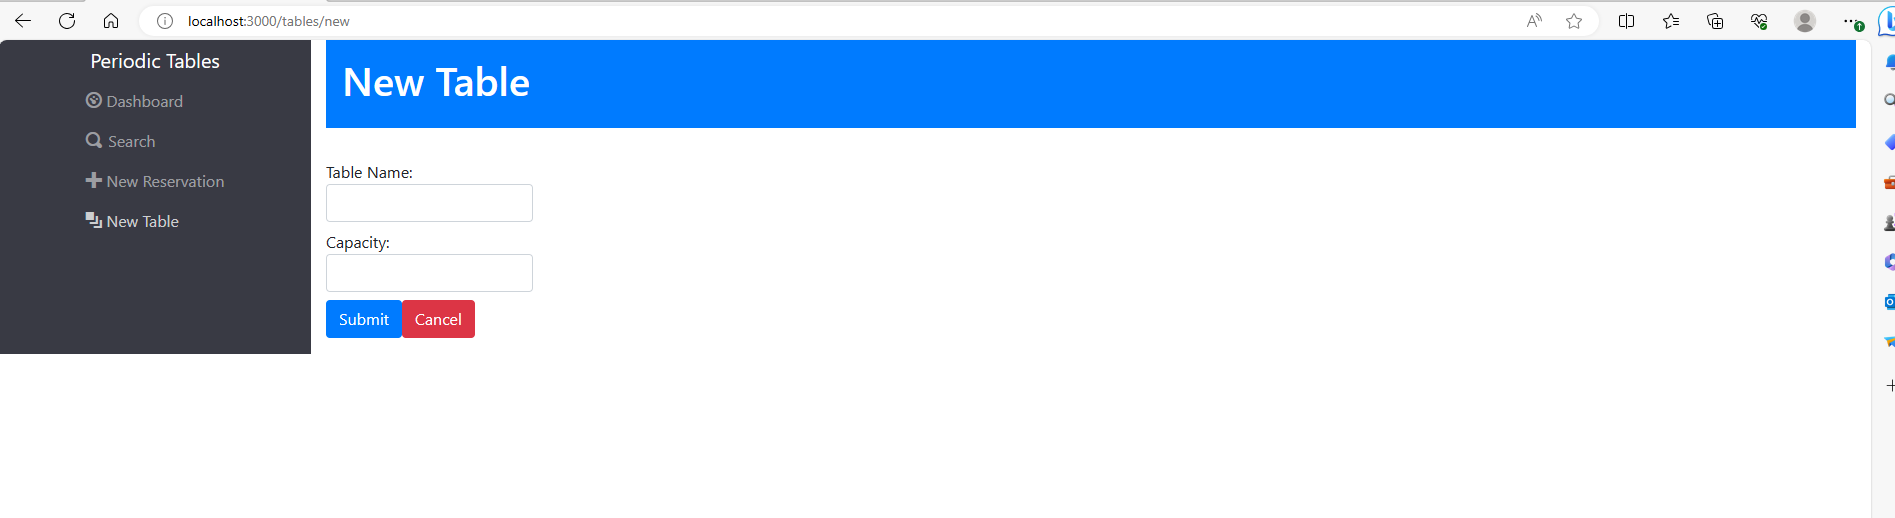 localhost:3000/tables/new
Periodic Tables
Dashboard
Search
New Reservation
New Table
New Table
Table Name:
Capacity:
Submit Cancel